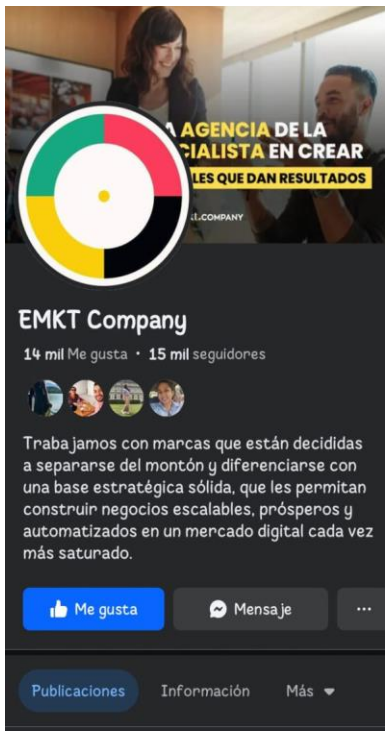 AGENCIA DE LA
EN CREAR
QUE DAN RESULTADOS
COMPANY
EMKT Company
14 mil Me gusta • 15 mil seguidores
Trabajamos con marcas que están decididas
a separarse del montón y diferenciarse con
una base estratégica sólida, que les permitan
construir negocios escalables, prósperos y
automatizados en un mercado digital cada vez
más saturado.
Me gusta
Mensaje
Publicaciones
Información
Más